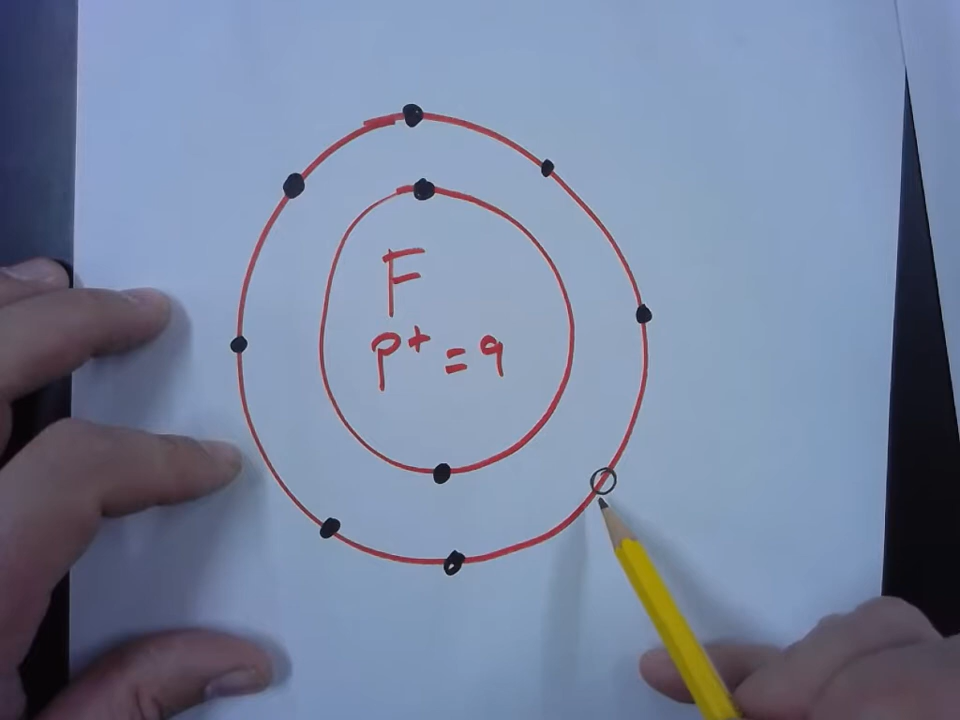 F
p+ = 9